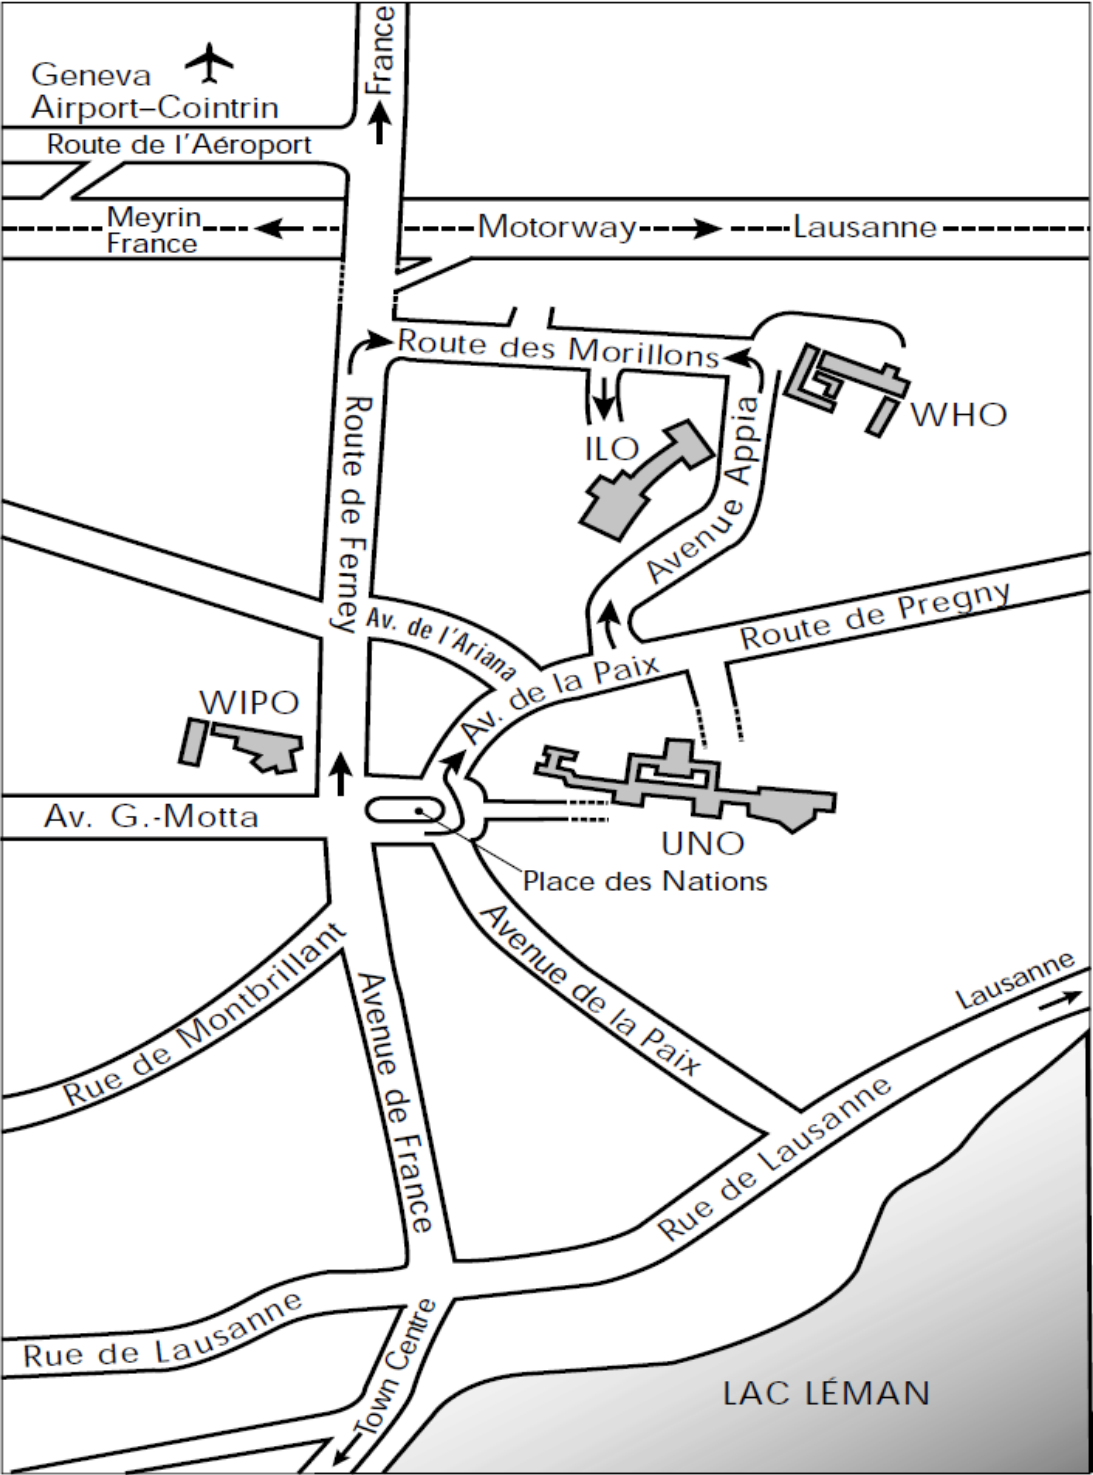 France
Geneva
Airport–Cointrin
Route de l'Aéroport
Meyrin
France
Motorway
Lausanne
Route des Morillons
WHO
ILO
Route de Ferney
Avenue Appia
Av. de l'Ariana
Route de Pregny
Av. de la Paix
WIPO
Av. G.-Motta
UNO
Place des Nations
Avenue de la Paix
Rue de Montbrillant
Avenue de France
Lausanne
Rue de Lausanne
Rue de Lausanne
Town Centre
LAC LÉMAN